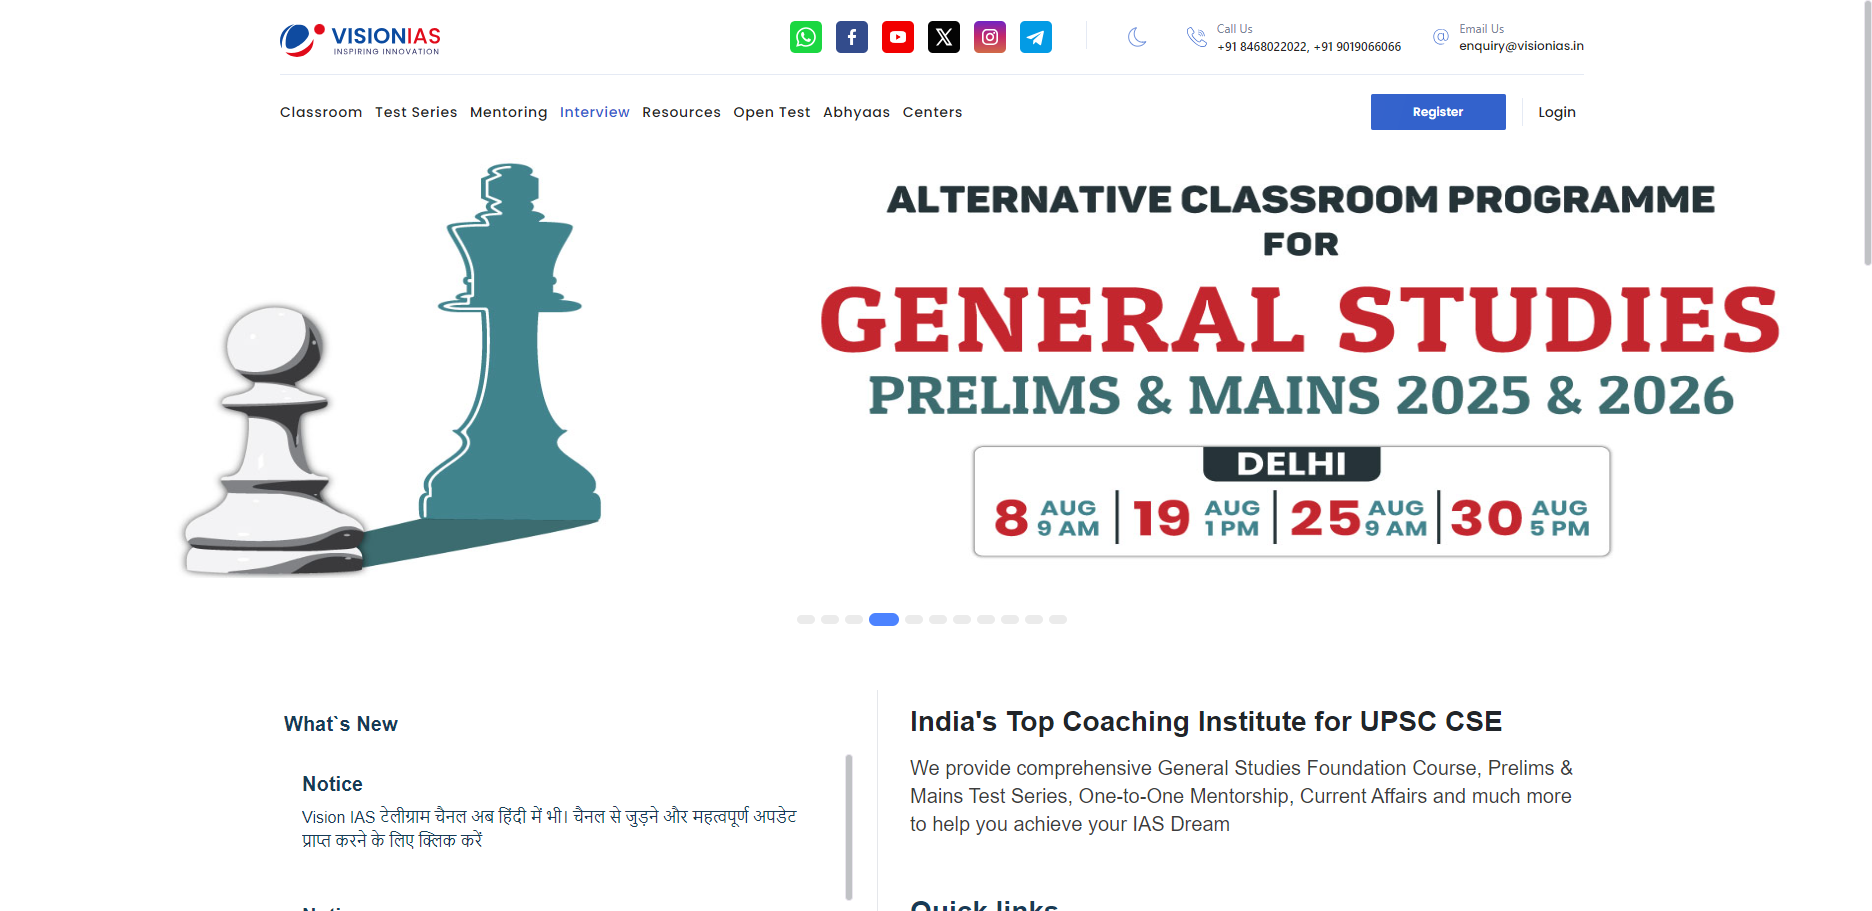 VISIONIAS
INSPIRING INNOVATION
Call Us
+91 8468022022, +91 9019066066
Email Us
enquiry@visionias.in
Classroom Test Series Mentoring Interview Resources Open Test Abhyaas Centers
Register
Login
ALTERNATIVE CLASSROOM PROGRAMME
FOR
GENERAL STUDIES
PRELIMS & MAINS 2025 & 2026
DELHI
8 AUG 9 AM | 19 AUG 1 PM | 25 AUG 9 AM | 30 AUG 5 PM
What`s New
Notice
Vision IAS टेलीग्राम चैनल अब हिंदी में भी। चैनल से जुड़ने और महत्वपूर्ण अपडेट
प्राप्त करने के लिए क्लिक करें
India's Top Coaching Institute for UPSC CSE
We provide comprehensive General Studies Foundation Course, Prelims &
Mains Test Series, One-to-One Mentorship, Current Affairs and much more
to help you achieve your IAS Dream
Quick links